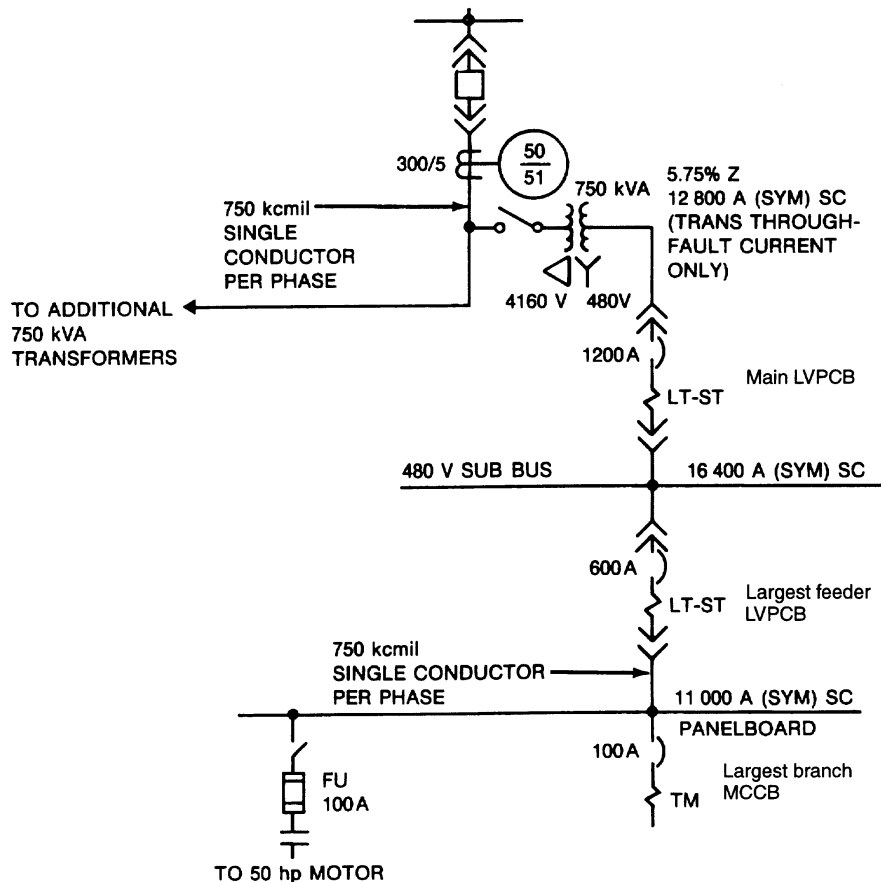 300/5
50
51
750 kVA
5.75% Z
12 800 A (SYM) SC
(TRANS THROUGH-
FAULT CURRENT
ONLY)
750 kcmil
SINGLE
CONDUCTOR
PER PHASE
4160 V
480V
TO ADDITIONAL
750 kVA
TRANSFORMERS
1200 A
LT-ST
Main LVPCB
480 V SUB BUS
16 400 A (SYM) SC
600 A
LT-ST
Largest feeder
LVPCB
750 kcmil
SINGLE CONDUCTOR
PER PHASE
11 000 A (SYM) SC
PANELBOARD
100 A
TM
Largest branch
MCCB
FU
100 A
TO 50 hp MOTOR